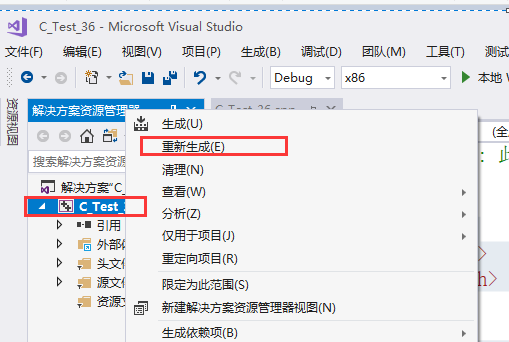 C_Test_36 - Microsoft Visual Studio
文件(F) 编辑(E) 视图(V) 项目(P) 生成(B) 调试(D) 团队(M) 工具(T)
Debug x86 本地
资源视图
解决方案资源管理器
C_Test_36.cpp
搜索解决方案资源
解决方案"C_
C_Test_
引用
外部依
头文件
源文件
资源文
生成(U)
重新生成(E)
清理(N)
查看(W)
分析(Z)
仅用于项目(J)
重定向项目(R)
限定为此范围(S)
新建解决方案资源管理器视图(N)
生成依赖项(B)
(全
: 此
>
h>